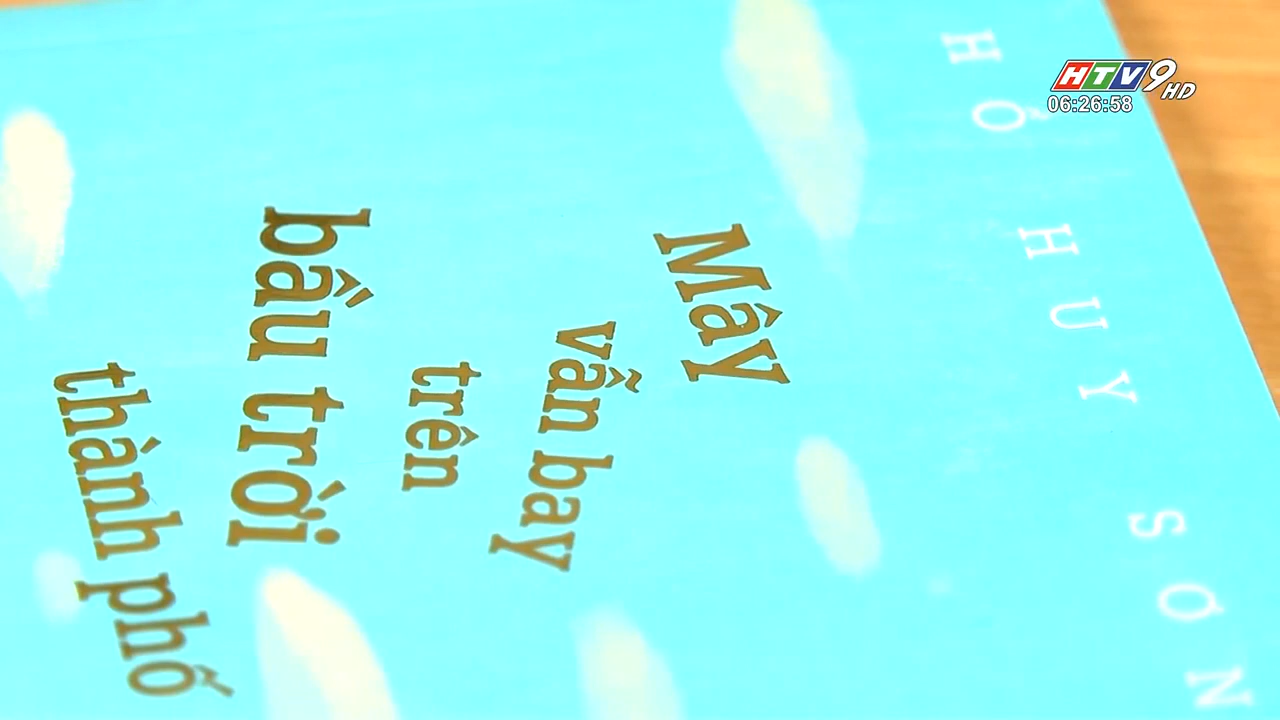 HỒ HUY SƠN
Mây
vẫn bay
trên
bầu trời
thành phố
HTV9 HD
06:26:58